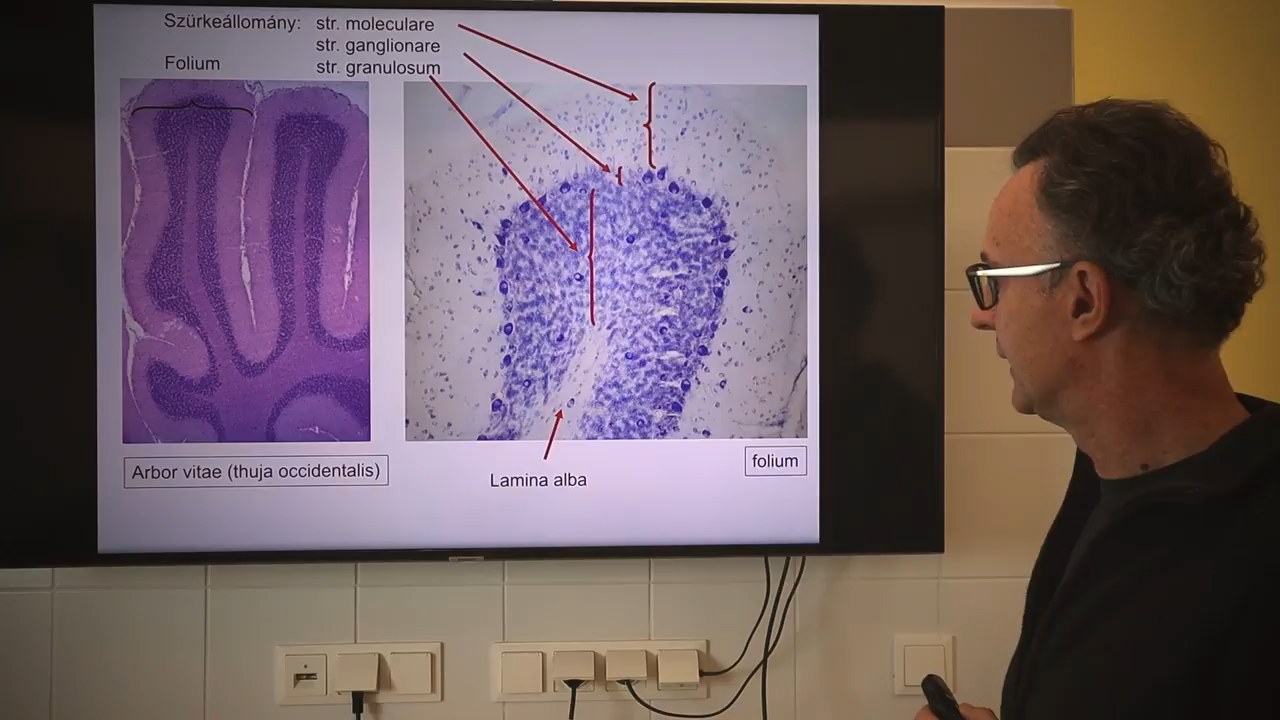 Szürkeállomány: str. moleculare
str. ganglionare
Folium
str. granulosum
Arbor vitae (thuja occidentalis)
Lamina alba
folium